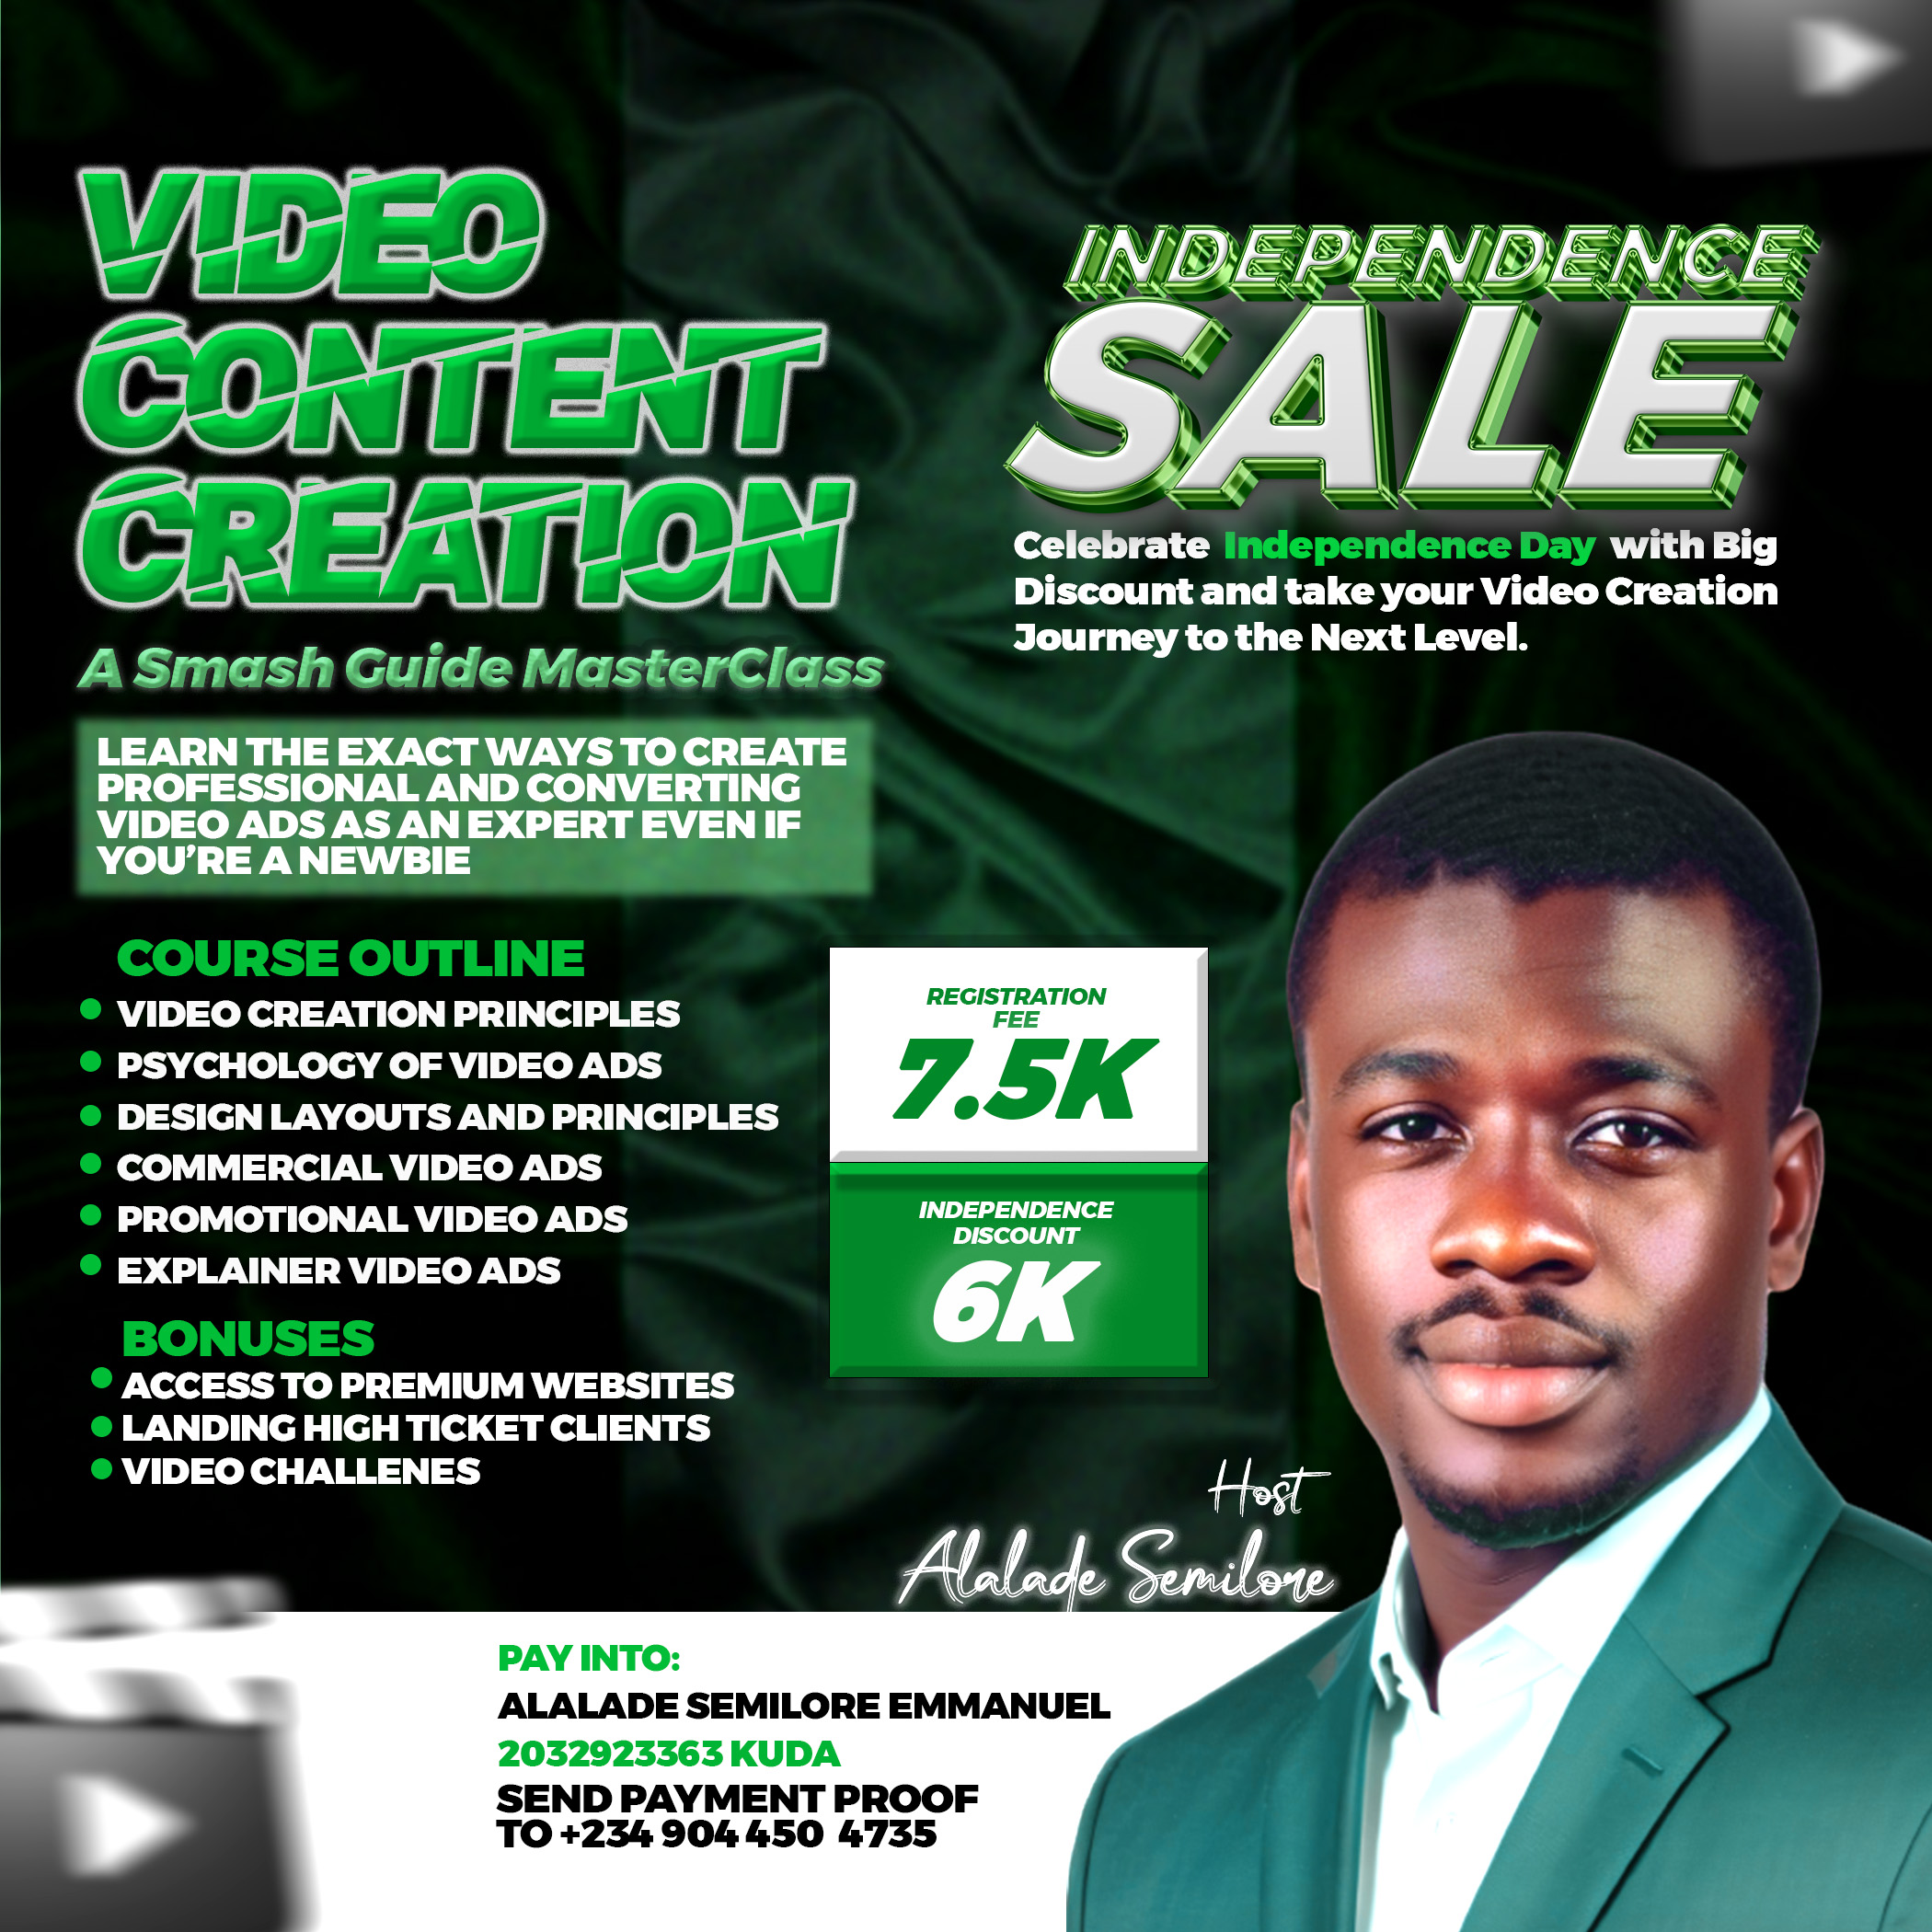 VIDEO
CONTENT
CREATION
A Smash Guide MasterClass
LEARN THE EXACT WAYS TO CREATE
PROFESSIONAL AND CONVERTING
VIDEO ADS AS AN EXPERT EVEN IF
YOU'RE A NEWBIE
INDEPENDENCE
SALE
Celebrate Independence Day with Big
Discount and take your Video Creation
Journey to the Next Level.
COURSE OUTLINE
VIDEO CREATION PRINCIPLES
PSYCHOLOGY OF VIDEO ADS
DESIGN LAYOUTS AND PRINCIPLES
COMMERCIAL VIDEO ADS
PROMOTIONAL VIDEO ADS
EXPLAINER VIDEO ADS
BONUSES
ACCESS TO PREMIUM WEBSITES
LANDING HIGH TICKET CLIENTS
VIDEO CHALLENES
REGISTRATION
FEE
7.5K
INDEPENDENCE
DISCOUNT
6K
Host
Alalade Semilore
PAY INTO:
ALALADE SEMILORE EMMANUEL
2032923363 KUDA
SEND PAYMENT PROOF
TO +234 904 450 4735